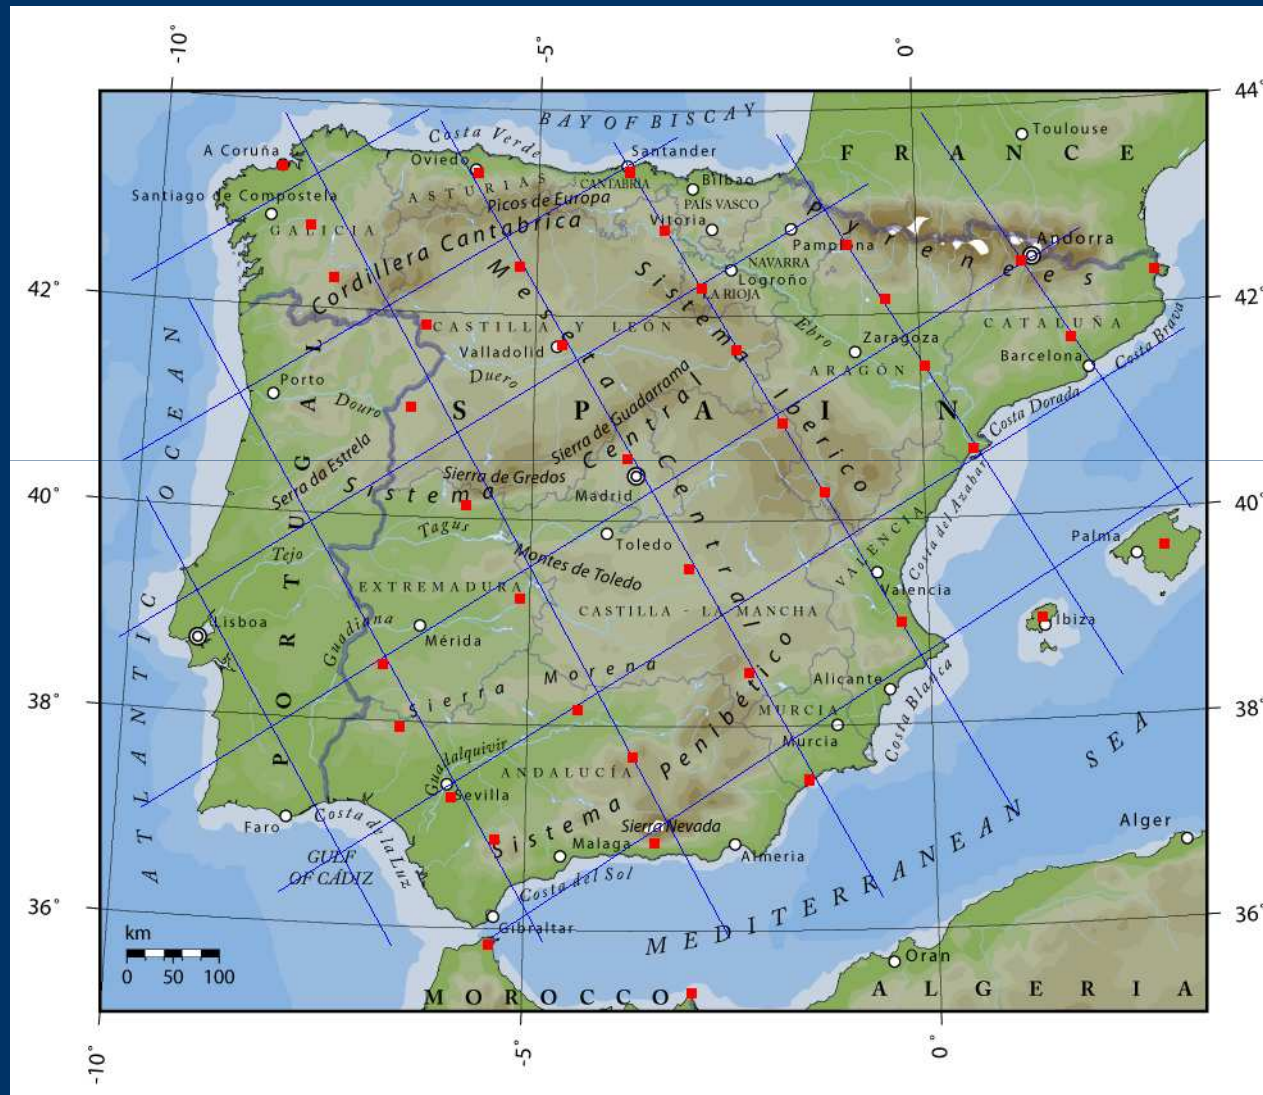 -10°
-5°
0°
44°
BAY OF BISCAY
Toulouse
Costa Verde
A Coruña
Oviedo
Santander
F R A N C E
Santiago de Compostela
ASTURIAS
CANTABRIA
Bilbao
Picos de Europa
PAÍS VASCO
GALICIA
Vitoria
Pamplona
Pyrenees
Andorra
Cordillera Cantabrica
NAVARRA
Logroño
LA RIOJA
42°
42°
Meseta Central
Sistema Iberico
CASTILLA Y LEÓN
Ebro
CATALUÑA
Costa Brava
Valladolid
Zaragoza
Barcelona
Duero
ARAGÓN
Porto
Douro
Sierra de Guadarrama
Costa Dorada
S P A I N
ATLANTIC OCEAN
PORTUGAL
Serra da Estrela
Sierra de Gredos
Sistema Central
Madrid
Costa del Azahar
40°
40°
Tagus
Toledo
Palma
Tejo
Montes de Toledo
VALENCIA
EXTREMADURA
Valencia
CASTILLA - LA MANCHA
Lisboa
Guadiana
Mérida
Ibiza
Sierra Morena
Alicante
38°
38°
MURCIA
Costa Blanca
Murcia
MEDITERRANEAN SEA
Guadalquivir
ANDALUCÍA
Sistema Penibético
Sevilla
Faro
Costa de la Luz
Sierra Nevada
Malaga
Almeria
Alger
GULF
OF CÁDIZ
Costa del Sol
36°
36°
Gibraltar
km
0 50 100
Oran
M O R O C C O
A L G E R I A
-10°
-5°
0°